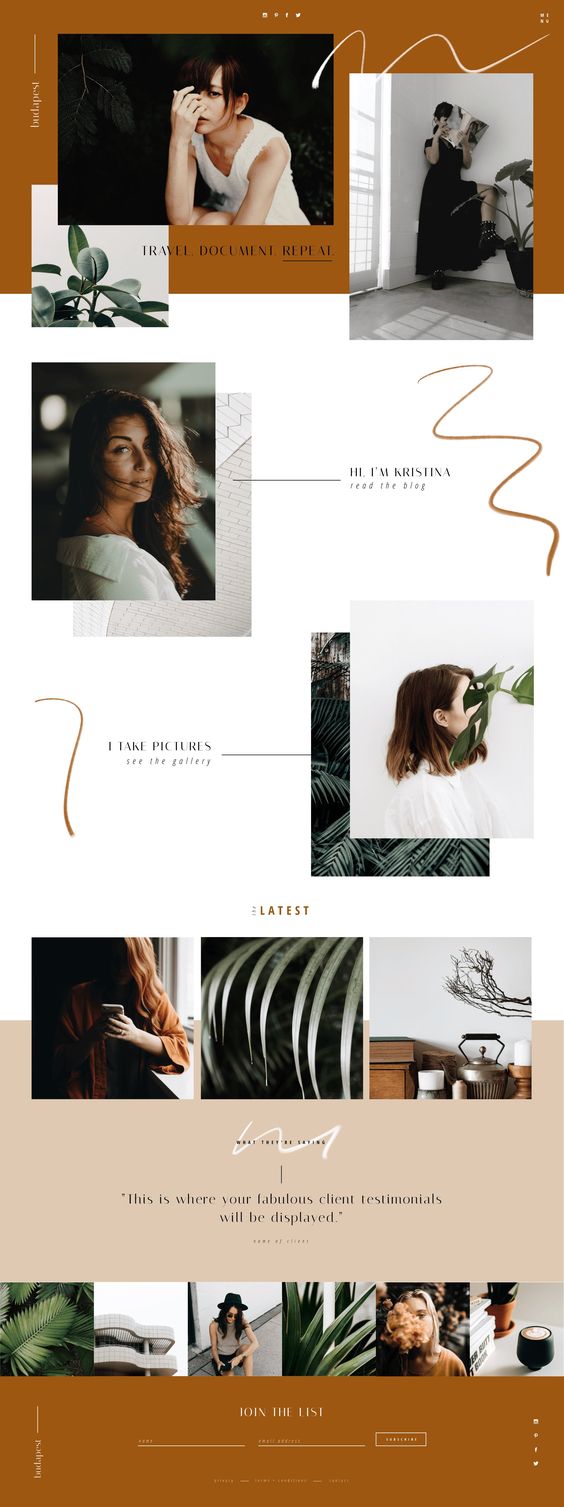 ME
NU
budapest
TRAVEL. DOCUMENT. REPEAT.
HI, I'M KRISTINA
read the blog
I TAKE PICTURES
see the gallery
the LATEST
WHAT THEY'RE SAYING
"This is where your fabulous client testimonials
will be displayed."
name of client
JOIN THE LIST
name
email address
SUBSCRIBE
budapest
privacy — terms + conditions — contact